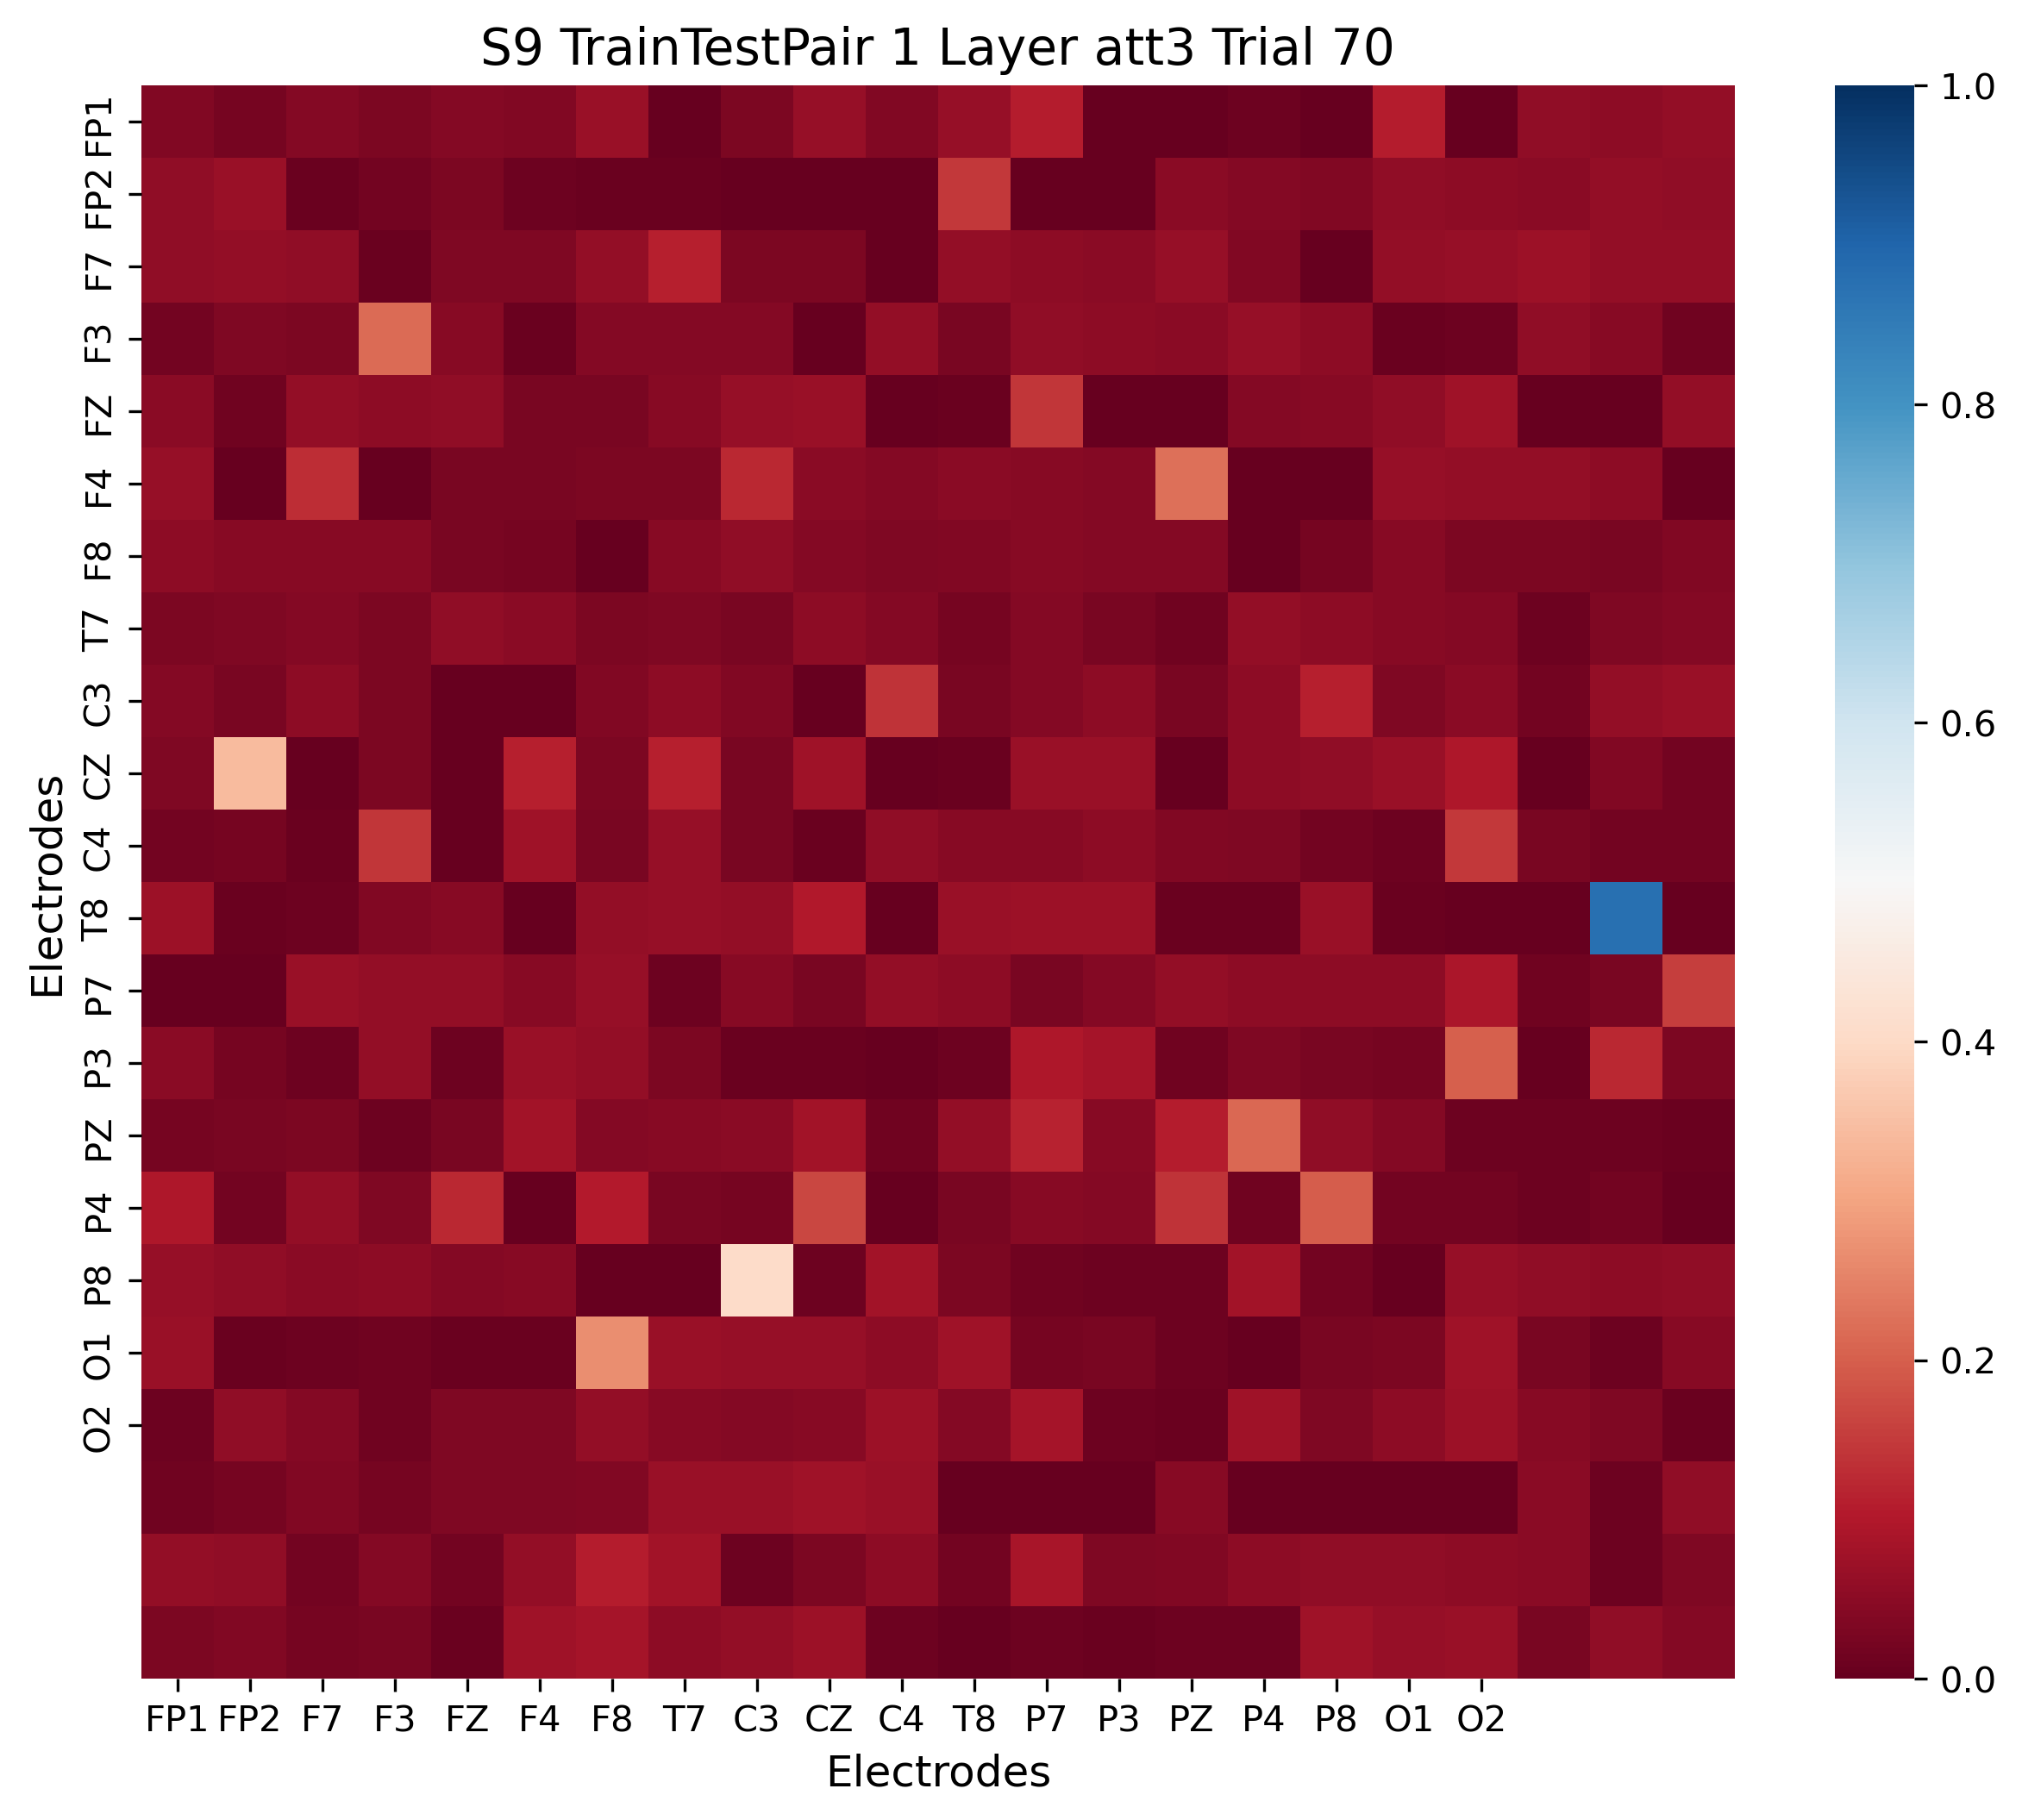 S9 TrainTestPair 1 Layer att3 Trial 70
Electrodes
FP1
FP2
F7
F3
FZ
F4
F8
T7
C3
CZ
C4
T8
P7
P3
PZ
P4
P8
O1
O2
FP1 FP2 F7 F3 FZ F4 F8 T7 C3 CZ C4 T8 P7 P3 PZ P4 P8 O1 O2
Electrodes
1.0
0.8
0.6
0.4
0.2
0.0